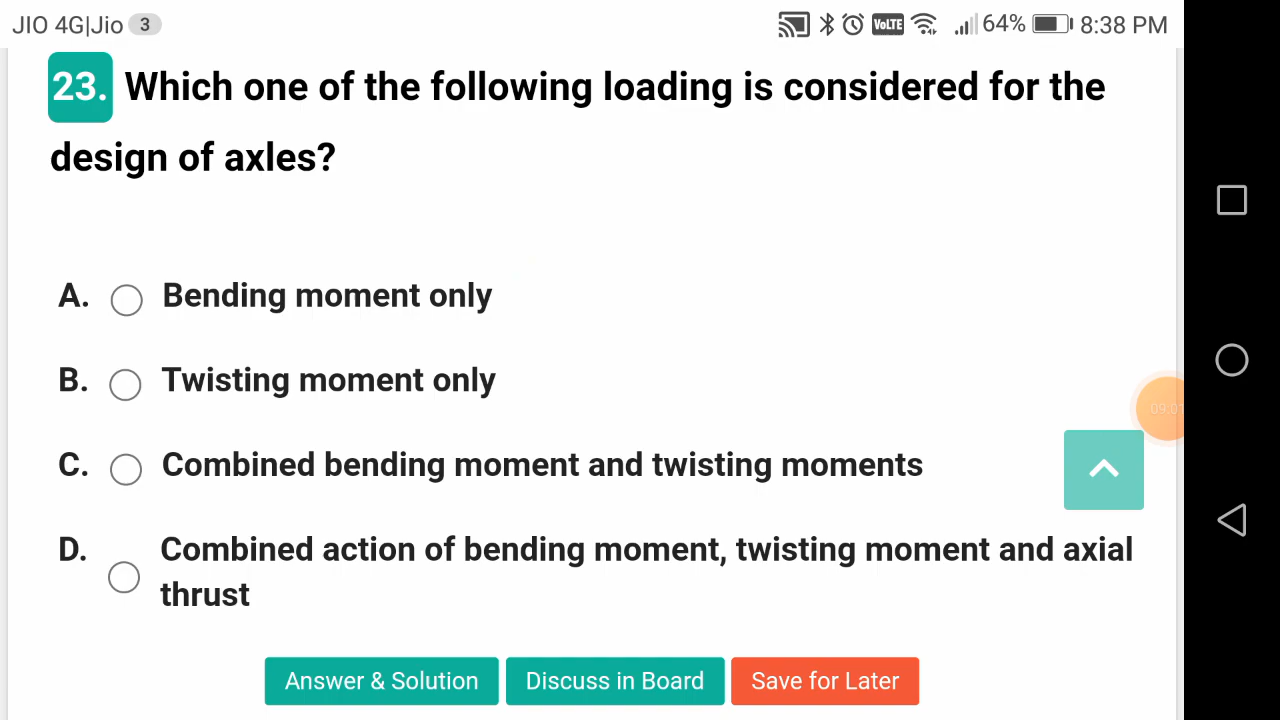 JIO 4G|Jio 3 VoLTE 64% 8:38 PM
23. Which one of the following loading is considered for the
design of axles?
A. Bending moment only
B. Twisting moment only
C. Combined bending moment and twisting moments
D. Combined action of bending moment, twisting moment and axial
thrust
Answer & Solution Discuss in Board Save for Later